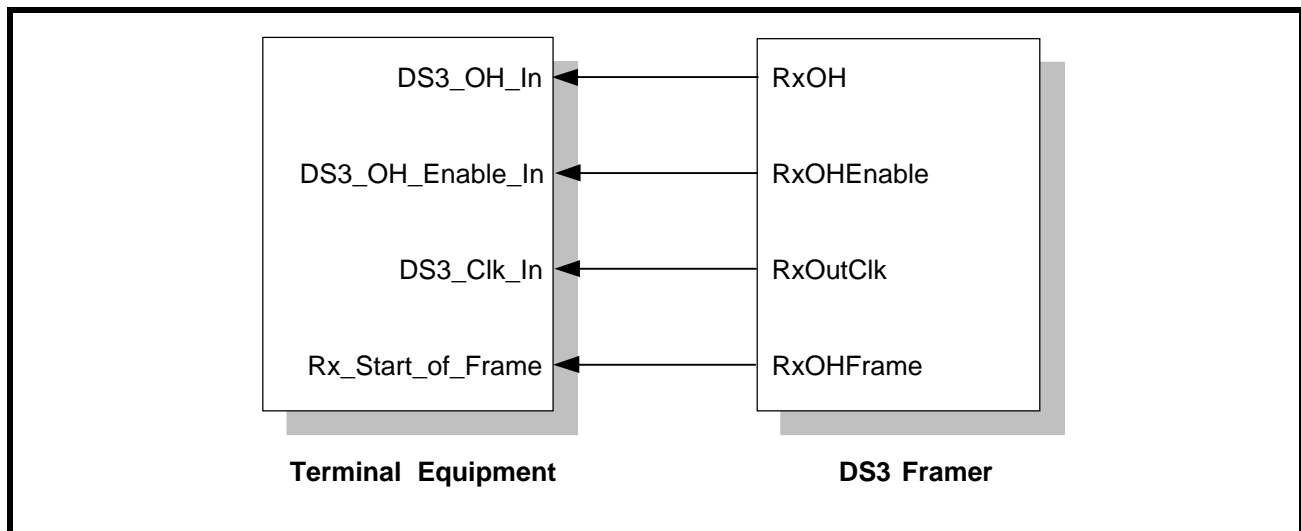 DS3_OH_In
RxOH
DS3_OH_Enable_In
RxOHEnable
DS3_Clk_In
RxOutClk
Rx_Start_of_Frame
RxOHFrame
Terminal Equipment
DS3 Framer